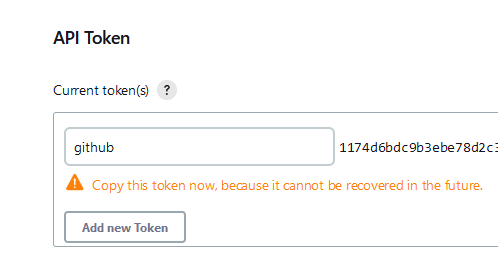 API Token
Current token(s) ?
github 1174d6bdc9b3ebe78d2c3
Copy this token now, because it cannot be recovered in the future.
Add new Token